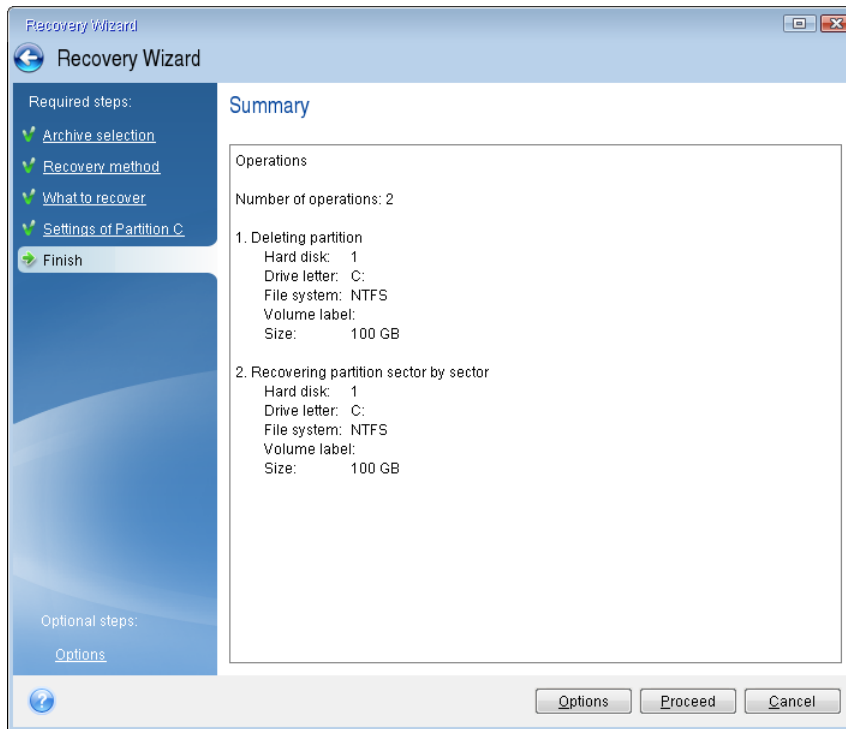 Recovery Wizard
Recovery Wizard
Required steps:
Archive selection
Recovery method
What to recover
Settings of Partition C
Finish
Optional steps:
Options
Summary
Operations
Number of operations: 2
1. Deleting partition
Hard disk: 1
Drive letter: C:
File system: NTFS
Volume label:
Size: 100 GB
2. Recovering partition sector by sector
Hard disk: 1
Drive letter: C:
File system: NTFS
Volume label:
Size: 100 GB
Options
Proceed
Cancel